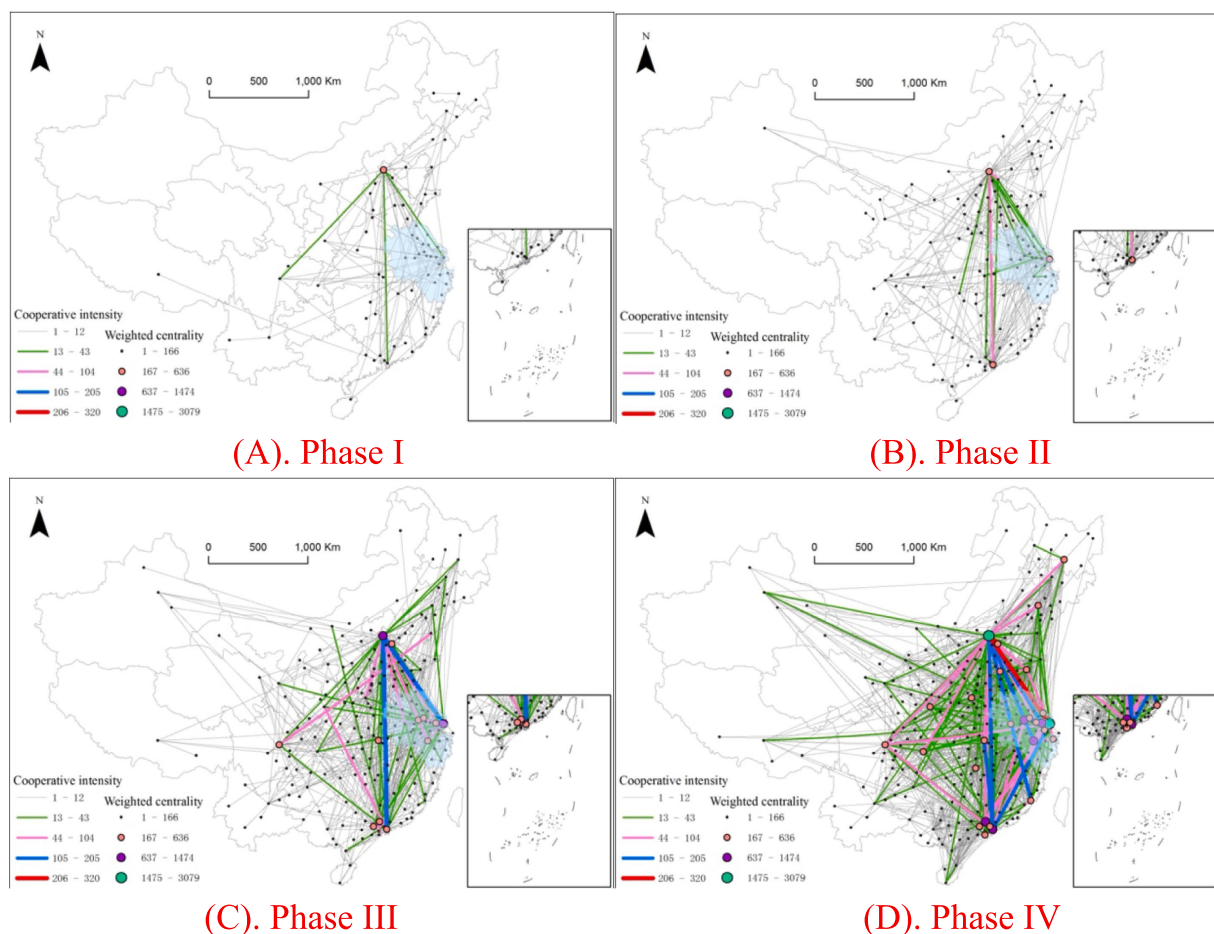 N
0 500 1,000 Km
Cooperative intensity
1 – 12 Weighted centrality
13 – 43 1 – 166
44 – 104 167 – 636
105 – 205 637 – 1474
206 – 320 1475 – 3079
(A). Phase I
N
0 500 1,000 Km
Cooperative intensity
1 – 12 Weighted centrality
13 – 43 1 – 166
44 – 104 167 – 636
105 – 205 637 – 1474
206 – 320 1475 – 3079
(B). Phase II
N
0 500 1,000 Km
Cooperative intensity
1 – 12 Weighted centrality
13 – 43 1 – 166
44 – 104 167 – 636
105 – 205 637 – 1474
206 – 320 1475 – 3079
(C). Phase III
N
0 500 1,000 Km
Cooperative intensity
1 – 12 Weighted centrality
13 – 43 1 – 166
44 – 104 167 – 636
105 – 205 637 – 1474
206 – 320 1475 – 3079
(D). Phase IV